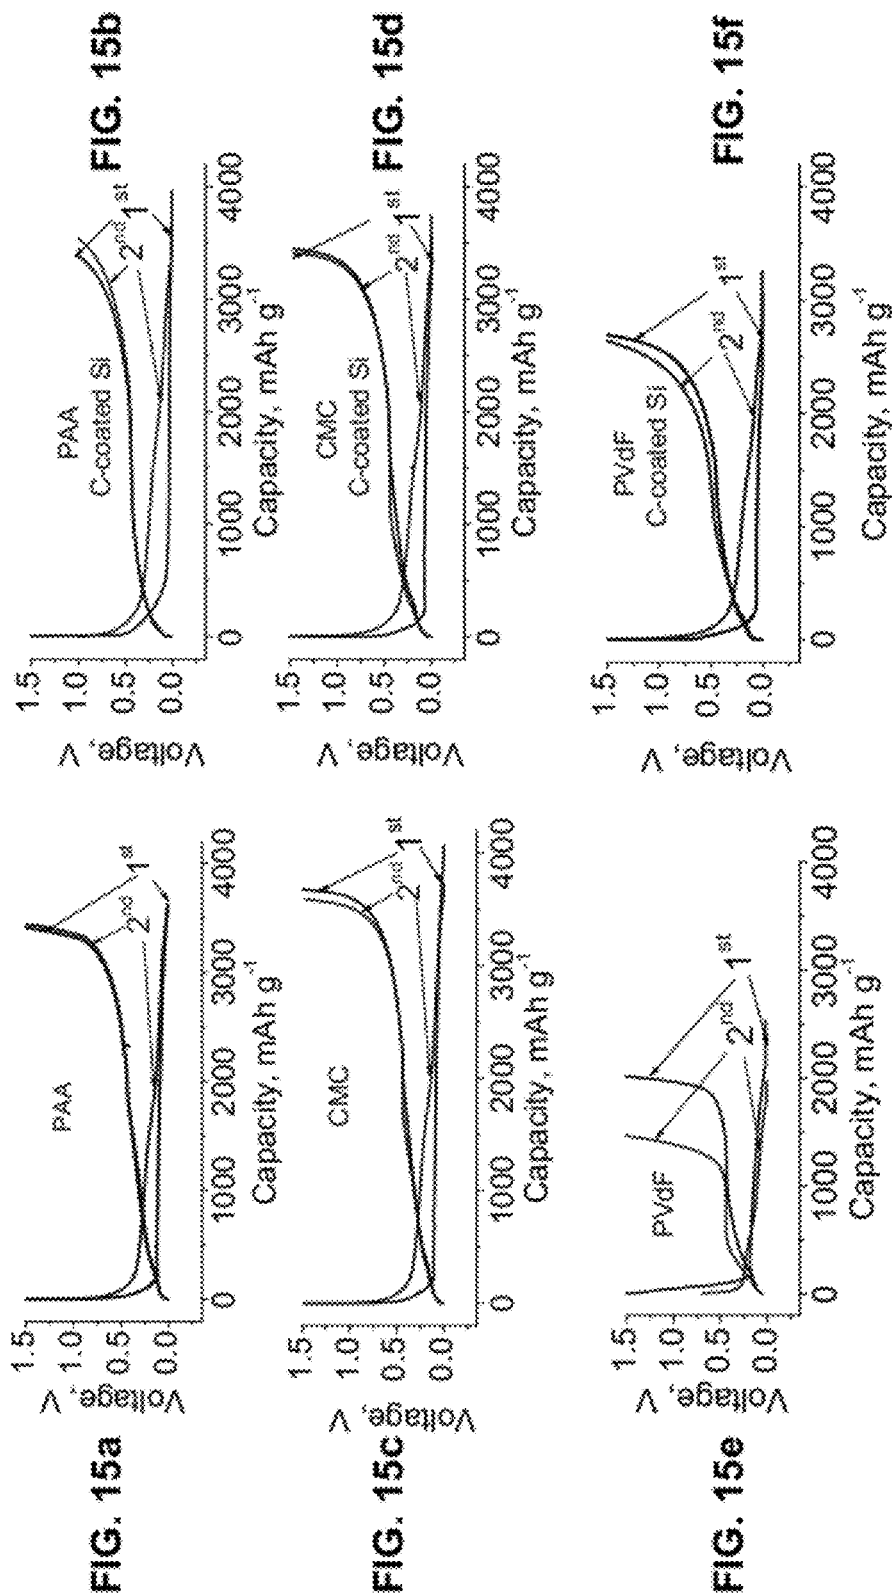 FIG. 15a
Voltage, V
1.5
1.0
0.5
0.0
PAA
1st
2nd
0
1000
2000
3000
4000
Capacity, mAh g-1
FIG. 15b
Voltage, V
1.5
1.0
0.5
0.0
PAA
C-coated Si
2nd
1st
0
1000
2000
3000
4000
Capacity, mAh g-1
FIG. 15c
Voltage, V
1.5
1.0
0.5
0.0
CMC
1st
2nd
0
1000
2000
3000
4000
Capacity, mAh g-1
FIG. 15d
Voltage, V
1.5
1.0
0.5
0.0
CMC
C-coated Si
2nd
1st
0
1000
2000
3000
4000
Capacity, mAh g-1
FIG. 15e
Voltage, V
1.5
1.0
0.5
0.0
PVdF
1st
2nd
0
1000
2000
3000
4000
Capacity, mAh g-1
FIG. 15f
Voltage, V
1.5
1.0
0.5
0.0
PVdF
C-coated Si
2nd
1st
0
1000
2000
3000
4000
Capacity, mAh g-1